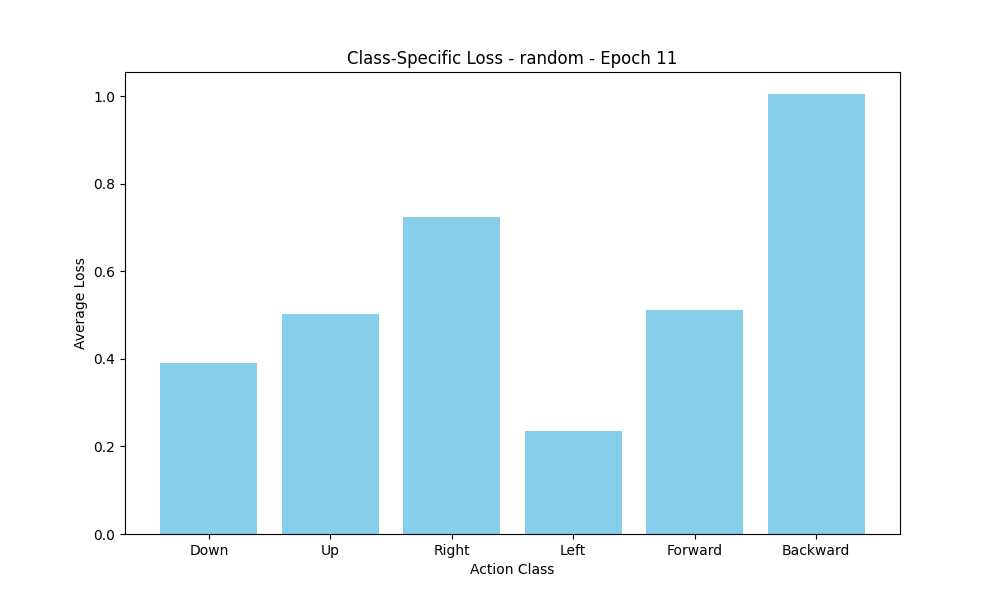 Class-Specific Loss - random - Epoch 11
1.0
0.8
0.6
0.4
0.2
0.0
Average Loss
Down Up Right Left Forward Backward
Action Class